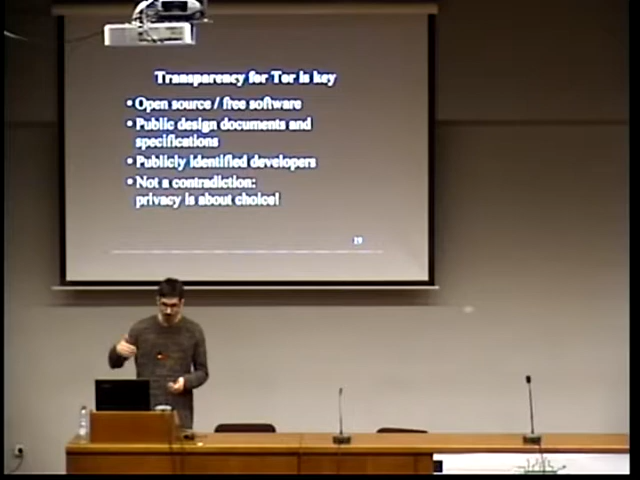 Transparency for Tor is key
• Open source / free software
• Public design documents and
specifications
• Publicly identified developers
• Not a contradiction:
privacy is about choice!